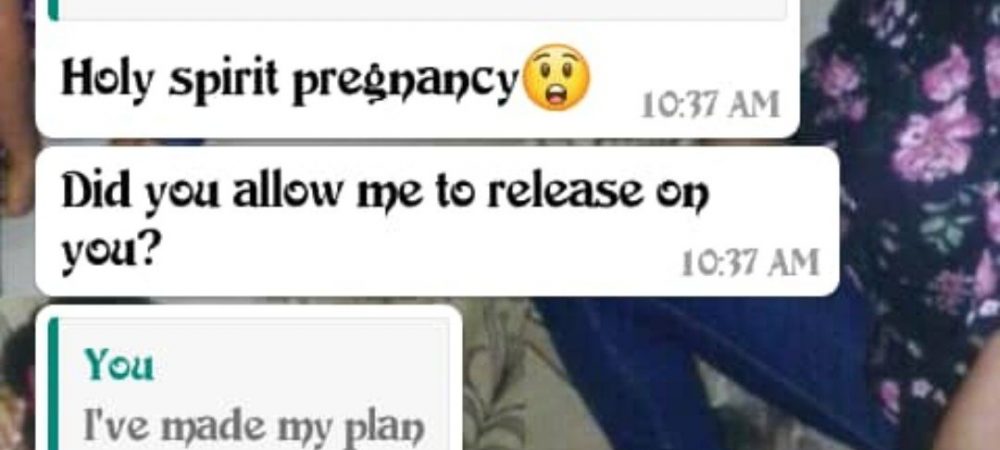 Holy spirit pregnancy😲
10:37 AM
Did you allow me to release on
you?
10:37 AM
You
I've made my plan